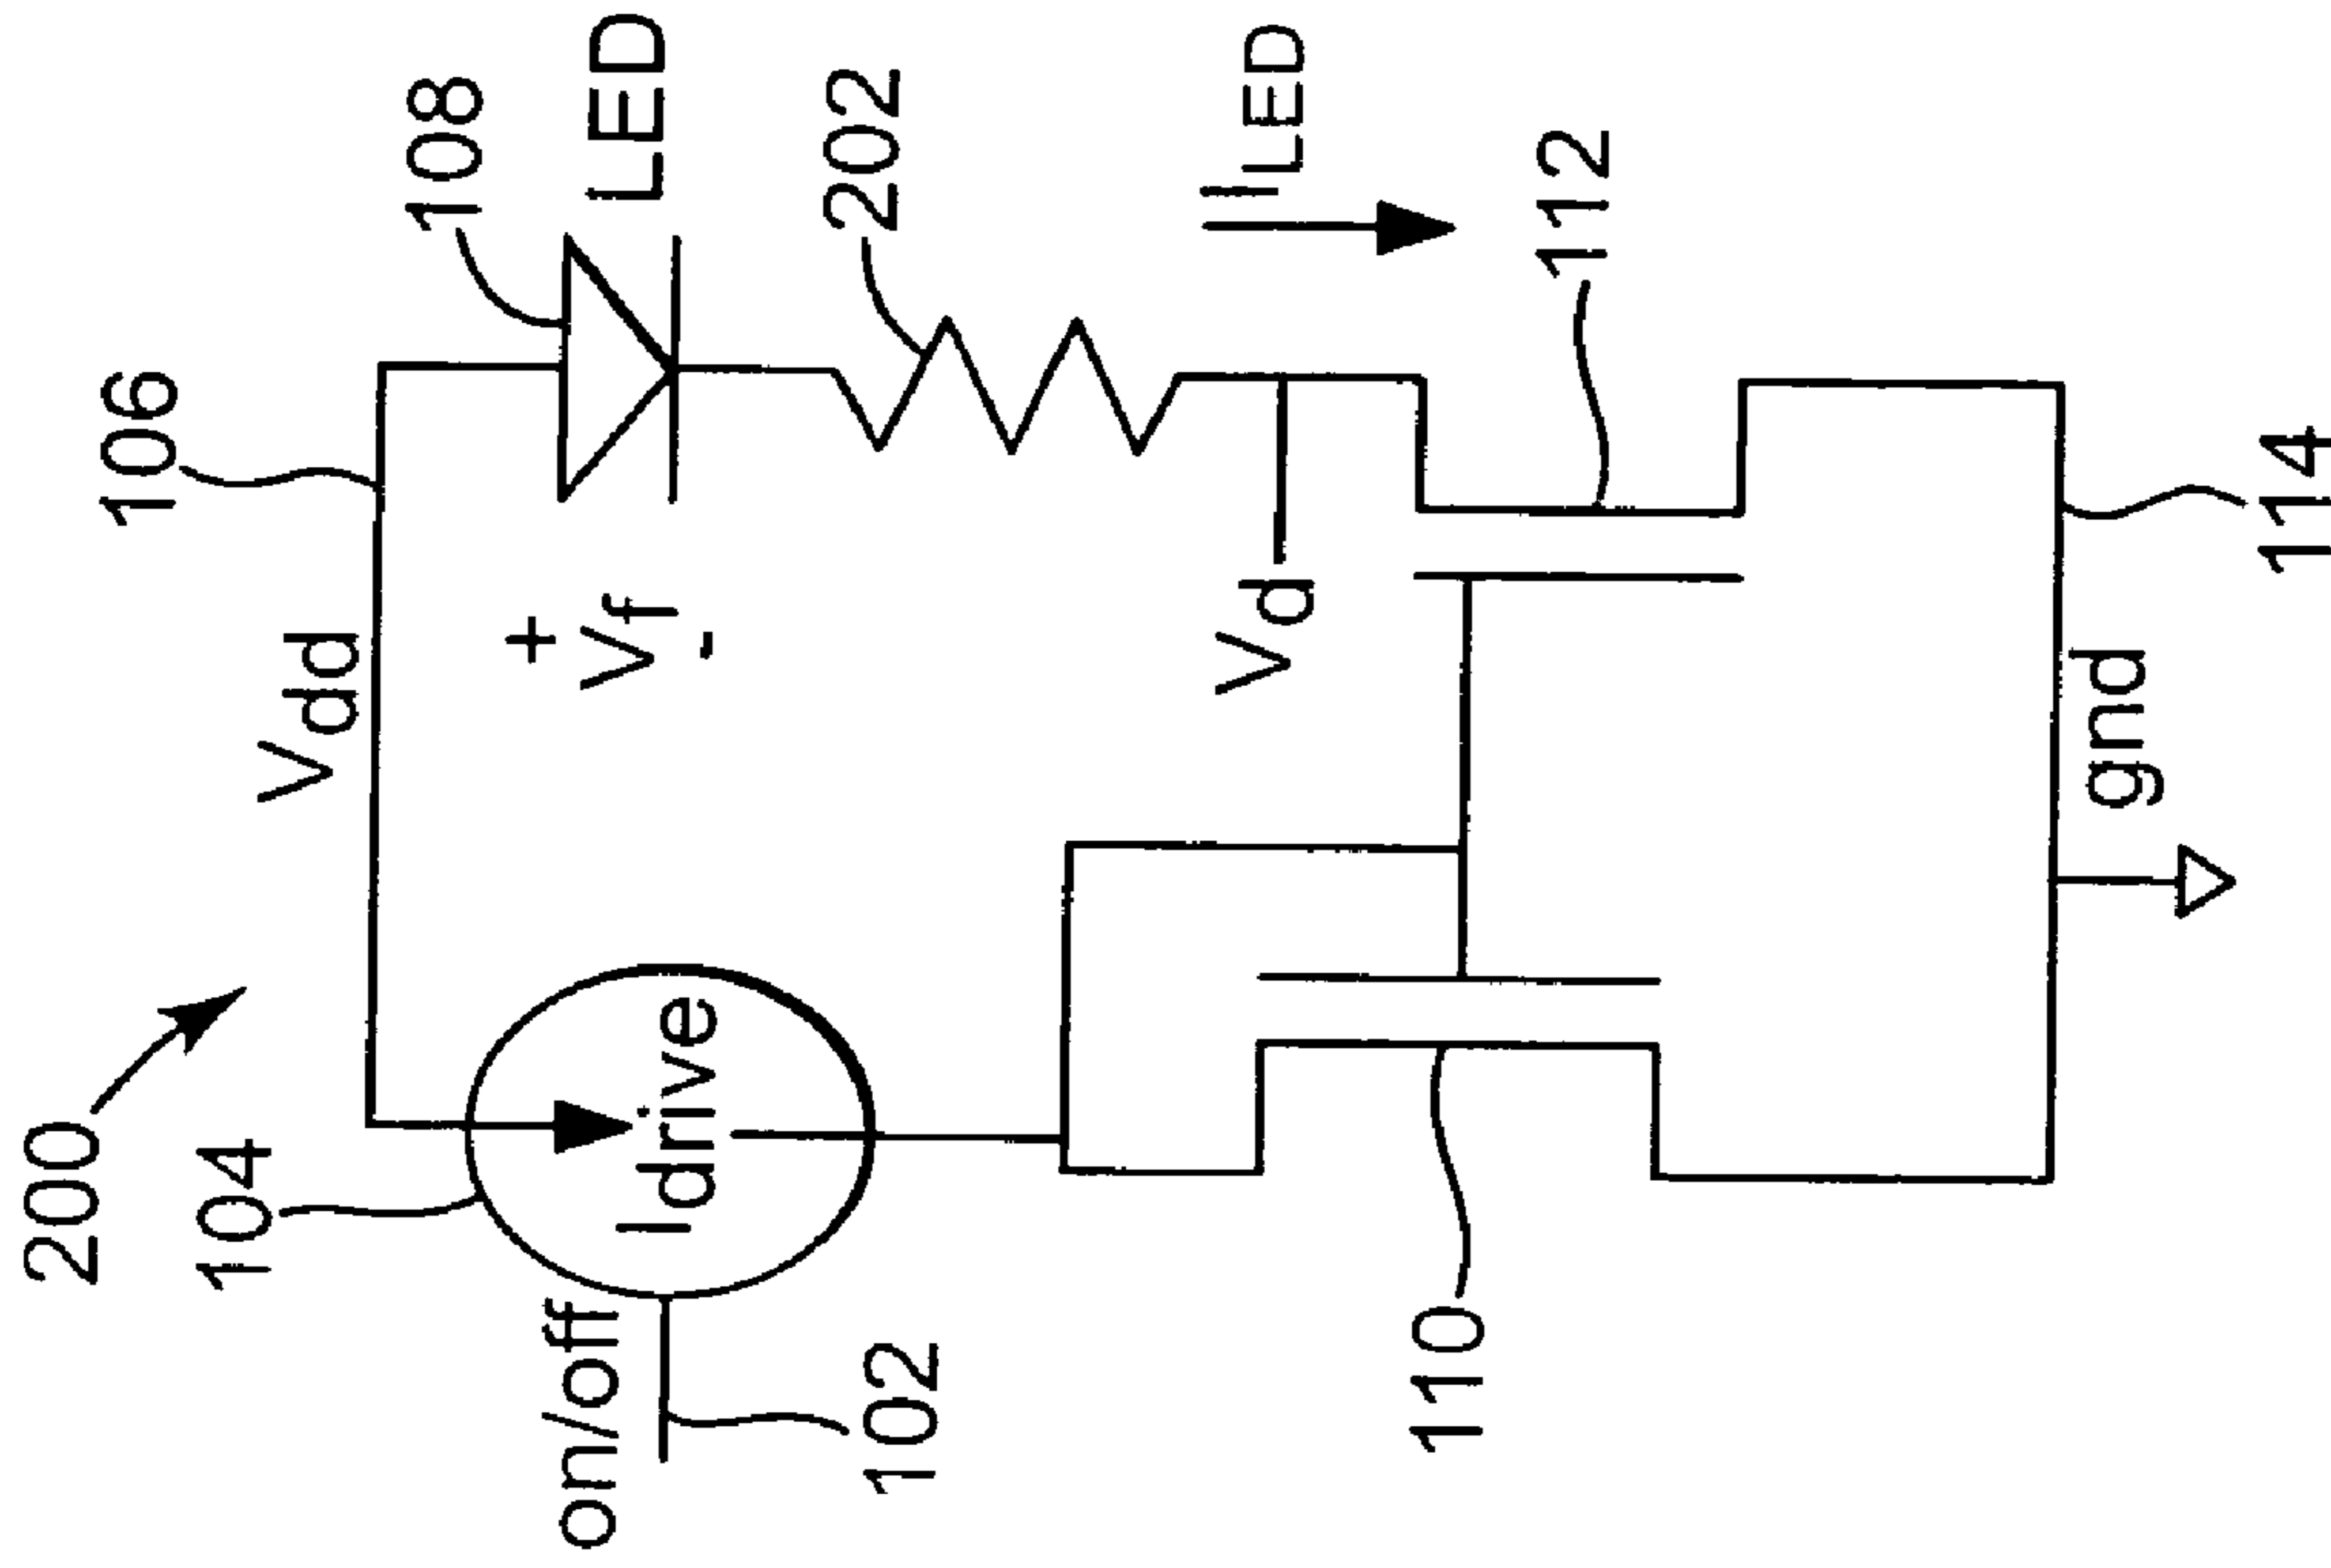 200
106
104
Vdd
108
+
on/off
Vf
LED
Idrive
-
202
102
Vd
ILED
110
112
gnd
114